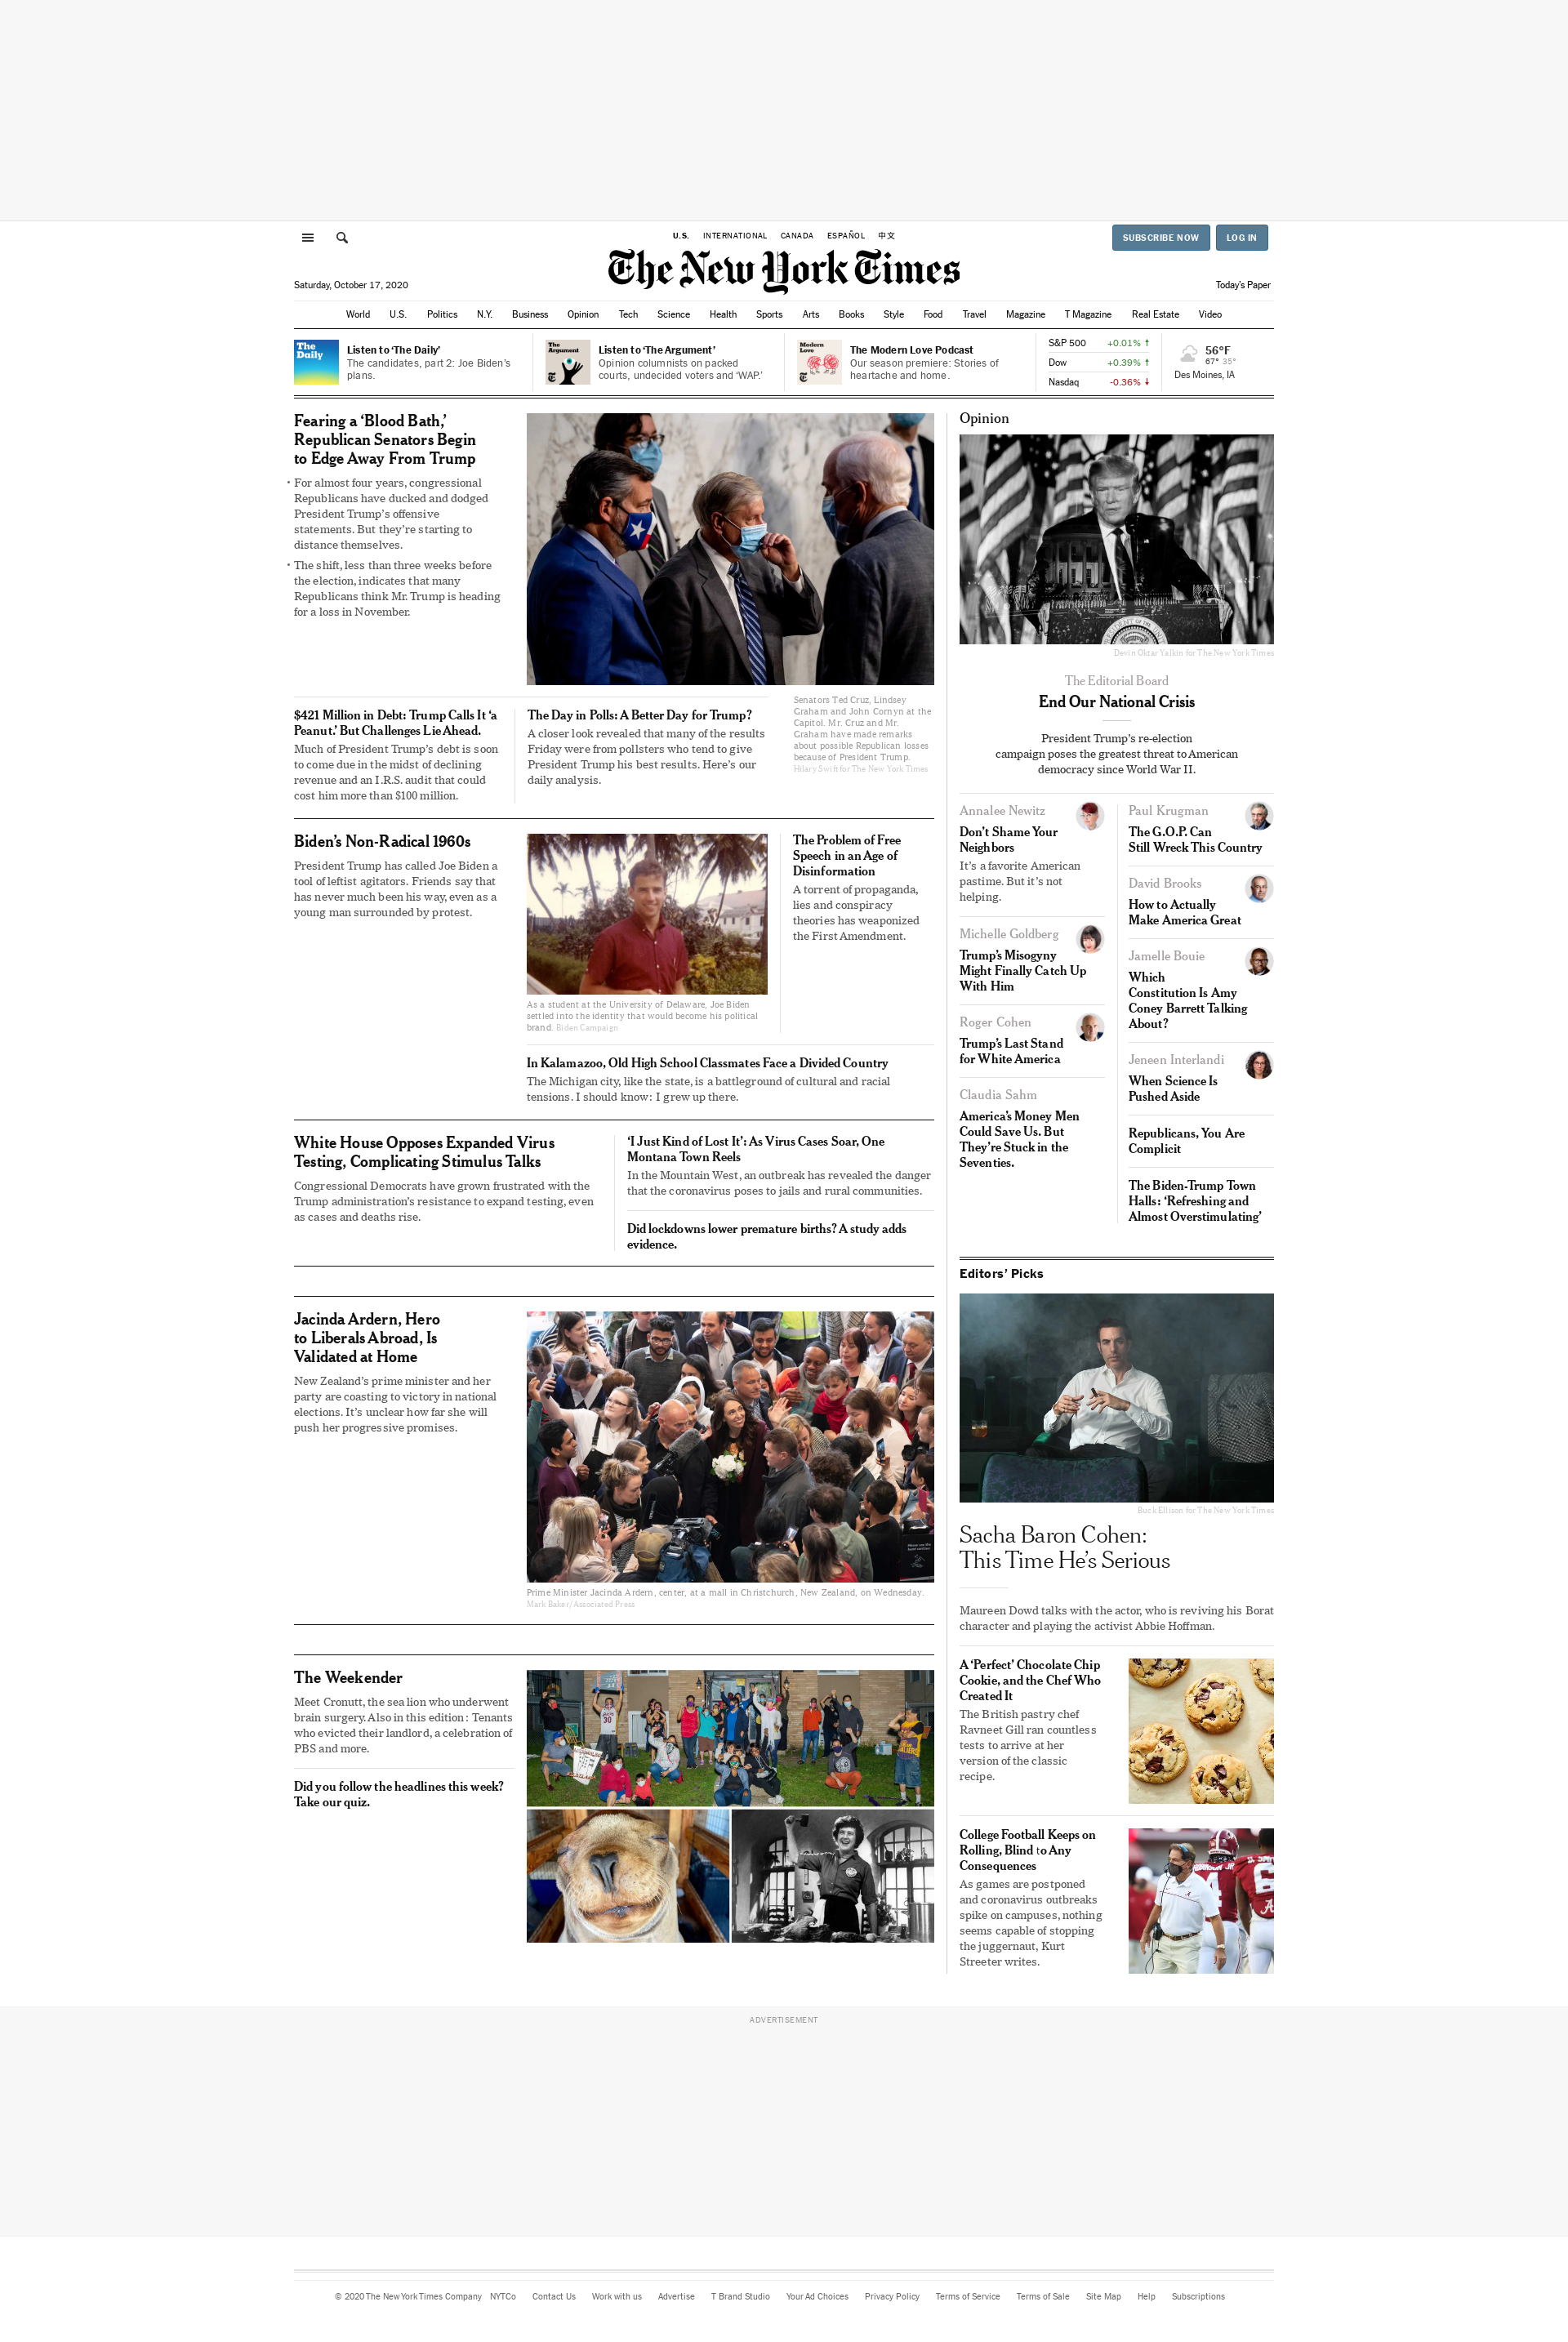 U.S. INTERNATIONAL CANADA ESPAÑOL 中文
SUBSCRIBE NOW LOG IN
The New York Times
Saturday, October 17, 2020
Today's Paper
World U.S. Politics N.Y. Business Opinion Tech Science Health Sports Arts Books Style Food Travel Magazine T Magazine Real Estate Video
The Daily
Listen to ‘The Daily’
The candidates, part 2: Joe Biden’s
plans.
The Argument
Listen to ‘The Argument’
Opinion columnists on packed
courts, undecided voters and ‘WAP.’
Modern Love
The Modern Love Podcast
Our season premiere: Stories of
heartache and home.
S&P 500 +0.01% ↑
Dow +0.39% ↑
Nasdaq -0.36% ↓
56°F
67° 35°
Des Moines, IA
Fearing a ‘Blood Bath,’
Republican Senators Begin
to Edge Away From Trump
• For almost four years, congressional
Republicans have ducked and dodged
President Trump’s offensive
statements. But they’re starting to
distance themselves.
• The shift, less than three weeks before
the election, indicates that many
Republicans think Mr. Trump is heading
for a loss in November.
Senators Ted Cruz, Lindsey
Graham and John Cornyn at the
Capitol. Mr. Cruz and Mr.
Graham have made remarks
about possible Republican losses
because of President Trump.
Hilary Swift for The New York Times
$421 Million in Debt: Trump Calls It ‘a
Peanut.’ But Challenges Lie Ahead.
Much of President Trump’s debt is soon
to come due in the midst of declining
revenue and an I.R.S. audit that could
cost him more than $100 million.
The Day in Polls: A Better Day for Trump?
A closer look revealed that many of the results
Friday were from pollsters who tend to give
President Trump his best results. Here’s our
daily analysis.
Biden’s Non-Radical 1960s
President Trump has called Joe Biden a
tool of leftist agitators. Friends say that
has never much been his way, even as a
young man surrounded by protest.
As a student at the University of Delaware, Joe Biden
settled into the identity that would become his political
brand. Biden Campaign
The Problem of Free
Speech in an Age of
Disinformation
A torrent of propaganda,
lies and conspiracy
theories has weaponized
the First Amendment.
In Kalamazoo, Old High School Classmates Face a Divided Country
The Michigan city, like the state, is a battleground of cultural and racial
tensions. I should know: I grew up there.
White House Opposes Expanded Virus
Testing, Complicating Stimulus Talks
Congressional Democrats have grown frustrated with the
Trump administration’s resistance to expand testing, even
as cases and deaths rise.
‘I Just Kind of Lost It’: As Virus Cases Soar, One
Montana Town Reels
In the Mountain West, an outbreak has revealed the danger
that the coronavirus poses to jails and rural communities.
Did lockdowns lower premature births? A study adds
evidence.
Jacinda Ardern, Hero
to Liberals Abroad, Is
Validated at Home
New Zealand’s prime minister and her
party are coasting to victory in national
elections. It’s unclear how far she will
push her progressive promises.
Prime Minister Jacinda Ardern, center, at a mall in Christchurch, New Zealand, on Wednesday.
Mark Baker/Associated Press
The Weekender
Meet Cronutt, the sea lion who underwent
brain surgery. Also in this edition: Tenants
who evicted their landlord, a celebration of
PBS and more.
Did you follow the headlines this week?
Take our quiz.
Opinion
Devin Oktar Yalkin for The New York Times
The Editorial Board
End Our National Crisis
President Trump’s re-election
campaign poses the greatest threat to American
democracy since World War II.
Annalee Newitz
Don’t Shame Your
Neighbors
It’s a favorite American
pastime. But it’s not
helping.
Michelle Goldberg
Trump’s Misogyny
Might Finally Catch Up
With Him
Roger Cohen
Trump’s Last Stand
for White America
Claudia Sahm
America’s Money Men
Could Save Us. But
They’re Stuck in the
Seventies.
Paul Krugman
The G.O.P. Can
Still Wreck This Country
David Brooks
How to Actually
Make America Great
Jamelle Bouie
Which
Constitution Is Amy
Coney Barrett Talking
About?
Jeneen Interlandi
When Science Is
Pushed Aside
Republicans, You Are
Complicit
The Biden-Trump Town
Halls: ‘Refreshing and
Almost Overstimulating’
Editors’ Picks
Buck Ellison for The New York Times
Sacha Baron Cohen:
This Time He’s Serious
Maureen Dowd talks with the actor, who is reviving his Borat
character and playing the activist Abbie Hoffman.
A ‘Perfect’ Chocolate Chip
Cookie, and the Chef Who
Created It
The British pastry chef
Ravneet Gill ran countless
tests to arrive at her
version of the classic
recipe.
College Football Keeps on
Rolling, Blind to Any
Consequences
As games are postponed
and coronavirus outbreaks
spike on campuses, nothing
seems capable of stopping
the juggernaut, Kurt
Streeter writes.
ADVERTISEMENT
© 2020 The New York Times Company NYTCo Contact Us Work with us Advertise T Brand Studio Your Ad Choices Privacy Policy Terms of Service Terms of Sale Site Map Help Subscriptions